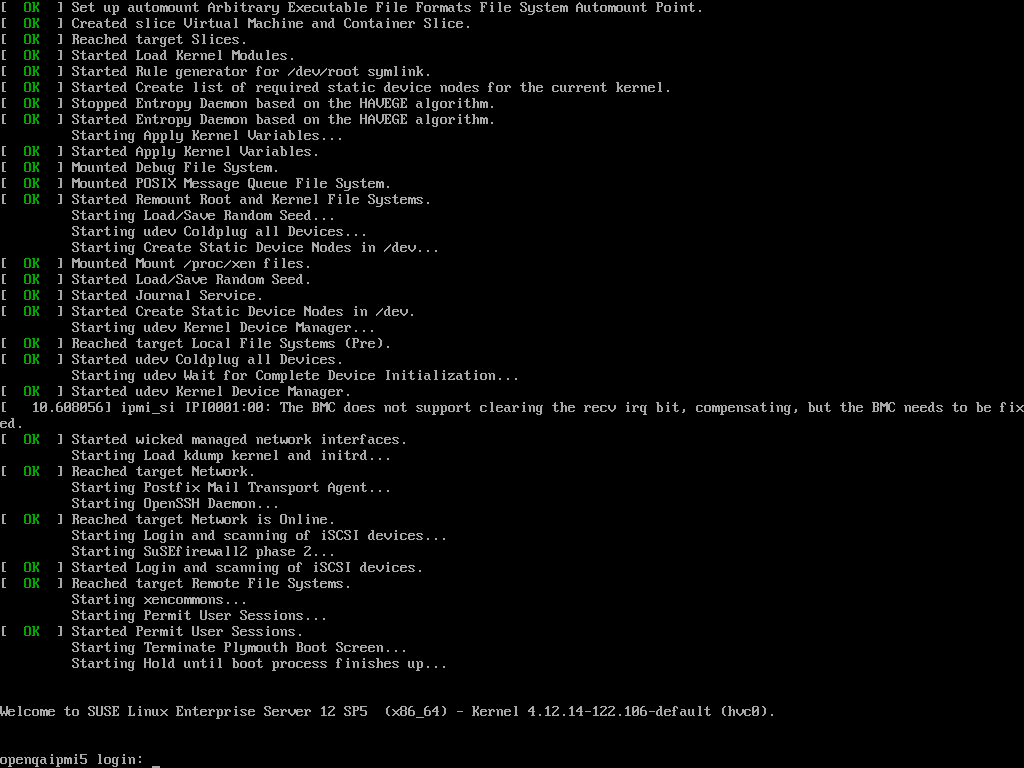 [  OK  ] Set up automount Arbitrary Executable File Formats File System Automount Point.
[  OK  ] Created slice Virtual Machine and Container Slice.
[  OK  ] Reached target Slices.
[  OK  ] Started Load Kernel Modules.
[  OK  ] Started Rule generator for /dev/root symlink.
[  OK  ] Started Create list of required static device nodes for the current kernel.
[  OK  ] Stopped Entropy Daemon based on the HAVEGE algorithm.
[  OK  ] Started Entropy Daemon based on the HAVEGE algorithm.
         Starting Apply Kernel Variables...
[  OK  ] Started Apply Kernel Variables.
[  OK  ] Mounted Debug File System.
[  OK  ] Mounted POSIX Message Queue File System.
[  OK  ] Started Remount Root and Kernel File Systems.
         Starting Load/Save Random Seed...
         Starting udev Coldplug all Devices...
         Starting Create Static Device Nodes in /dev...
[  OK  ] Mounted Mount /proc/xen files.
[  OK  ] Started Load/Save Random Seed.
[  OK  ] Started Journal Service.
[  OK  ] Started Create Static Device Nodes in /dev.
         Starting udev Kernel Device Manager...
[  OK  ] Reached target Local File Systems (Pre).
[  OK  ] Started udev Coldplug all Devices.
         Starting udev Wait for Complete Device Initialization...
[  OK  ] Started udev Kernel Device Manager.
[   10.608056] ipmi_si IPI0001:00: The BMC does not support clearing the recv irq bit, compensating, but the BMC needs to be fix
ed.
[  OK  ] Started wicked managed network interfaces.
         Starting Load kdump kernel and initrd...
[  OK  ] Reached target Network.
         Starting Postfix Mail Transport Agent...
         Starting OpenSSH Daemon...
[  OK  ] Reached target Network is Online.
         Starting Login and scanning of iSCSI devices...
         Starting SuSEfirewall2 phase 2...
[  OK  ] Started Login and scanning of iSCSI devices.
[  OK  ] Reached target Remote File Systems.
         Starting xencommons...
         Starting Permit User Sessions...
[  OK  ] Started Permit User Sessions.
         Starting Terminate Plymouth Boot Screen...
         Starting Hold until boot process finishes up...
Welcome to SUSE Linux Enterprise Server 12 SP5  (x86_64) - Kernel 4.12.14-122.106-default (hvc0).
openqaipmi5 login: _